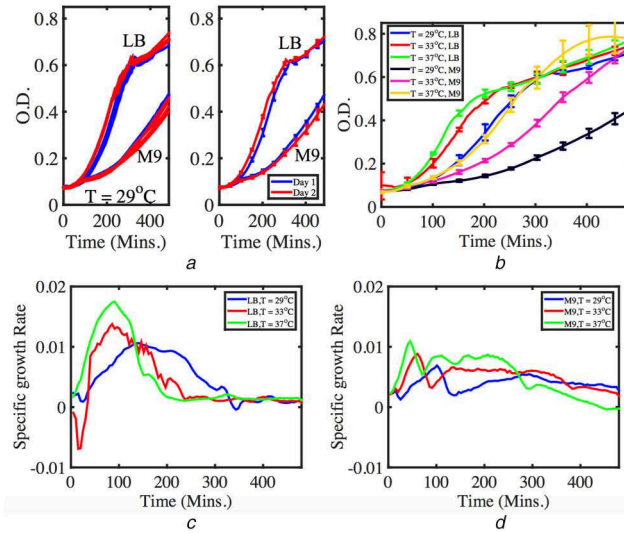 0.8
0.6
0.4
0.2
0
O.D.
LB
M9
T = 29°C
0 200 400
Time (Mins.)
0.8
0.6
0.4
0.2
0
LB
M9
Day 1
Day 2
0 200 400
Time (Mins.)
a
0.8
0.6
0.4
0.2
0
O.D.
T = 29°C, LB
T = 33°C, LB
T = 37°C, LB
T = 29°C, M9
T = 33°C, M9
T = 37°C, M9
0 100 200 300 400
Time (Mins.)
b
0.02
0.01
0
-0.01
Specific growth Rate
LB,T = 29°C
LB,T = 33°C
LB,T = 37°C
0 100 200 300 400
Time (Mins.)
c
0.02
0.01
0
-0.01
Specific growth Rate
M9,T = 29°C
M9,T = 33°C
M9,T = 37°C
0 100 200 300 400
Time (Mins.)
d